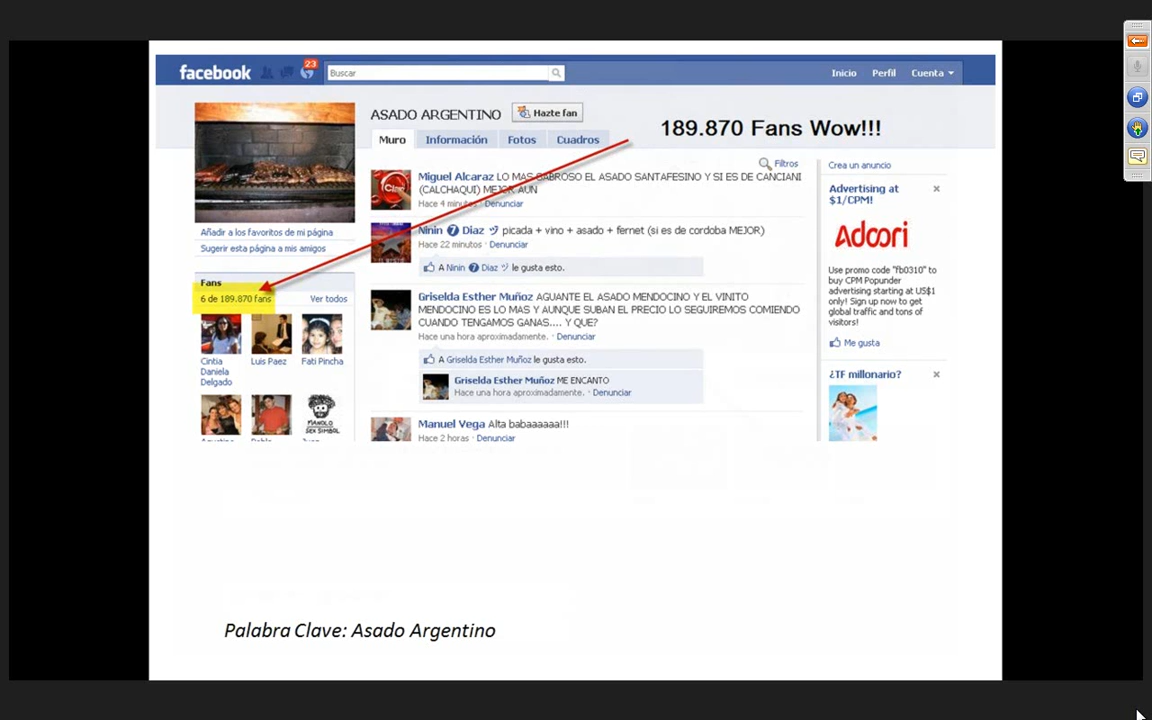 facebook
23
Buscar
Inicio Perfil Cuenta
ASADO ARGENTINO
Hazte fan
189.870 Fans Wow!!!
Muro Información Fotos Cuadros
Filtros
Miguel Alcaraz LO MAS SABROSO EL ASADO SANTAFESINO Y SI ES DE CANCIANI
(CALCHAQUI) MEJOR AUN
Hace 4 minutos · Denunciar
Ninin 7 Diaz ヅ picada + vino + asado + fernet (si es de cordoba MEJOR)
Hace 22 minutos · Denunciar
A Ninin 7 Diaz ヅ le gusta esto.
Griselda Esther Muñoz AGUANTE EL ASADO MENDOCINO Y EL VINITO
MENDOCINO ES LO MAS Y AUNQUE SUBAN EL PRECIO LO SEGUIREMOS COMIENDO
CUANDO TENGAMOS GANAS.... Y QUE?
Hace una hora aproximadamente. · Denunciar
A Griselda Esther Muñoz le gusta esto.
Griselda Esther Muñoz ME ENCANTO
Hace una hora aproximadamente. · Denunciar
Manuel Vega Alta babaaaaaa!!!
Hace 2 horas · Denunciar
Añadir a los favoritos de mi página
Sugerir esta página a mis amigos
Fans
6 de 189.870 fans Ver todos
Cintia
Daniela
Delgado
Luis Paez
Fati Pincha
MANOLO
SEX SIMBOL
Crea un anuncio
Advertising at
$1/CPM!
Adoori
Use promo code "fb0310" to
buy CPM Popunder
advertising starting at US$1
only! Sign up now to get
global traffic and tons of
visitors!
Me gusta
¿TF millonario?
Palabra Clave: Asado Argentino